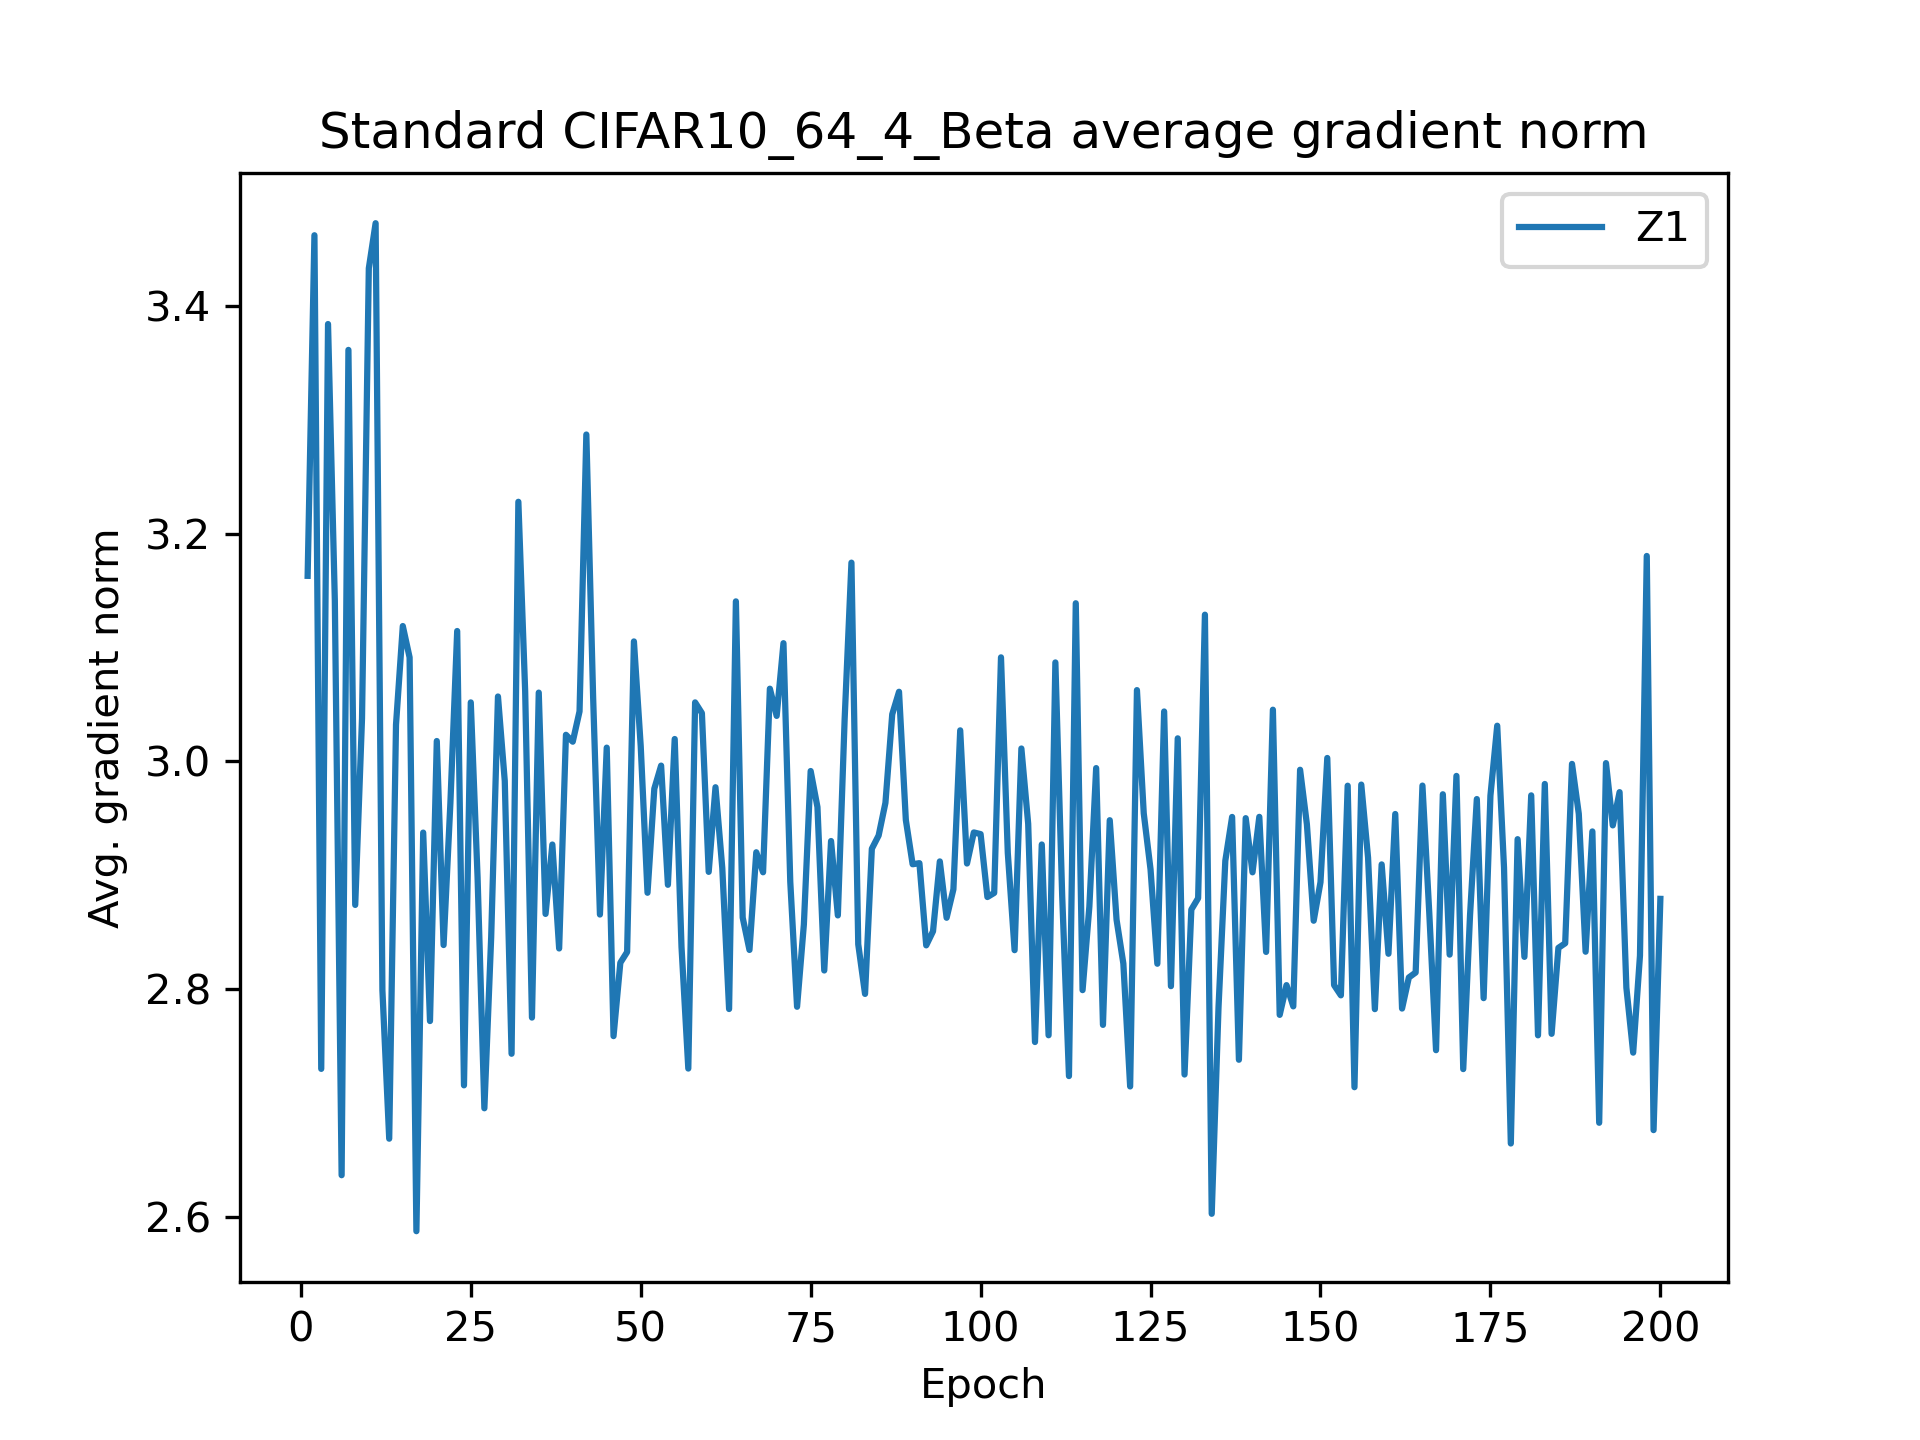 Standard CIFAR10_64_4_Beta average gradient norm
Z1
3.4
3.2
3.0
2.8
2.6
Avg. gradient norm
0 25 50 75 100 125 150 175 200
Epoch